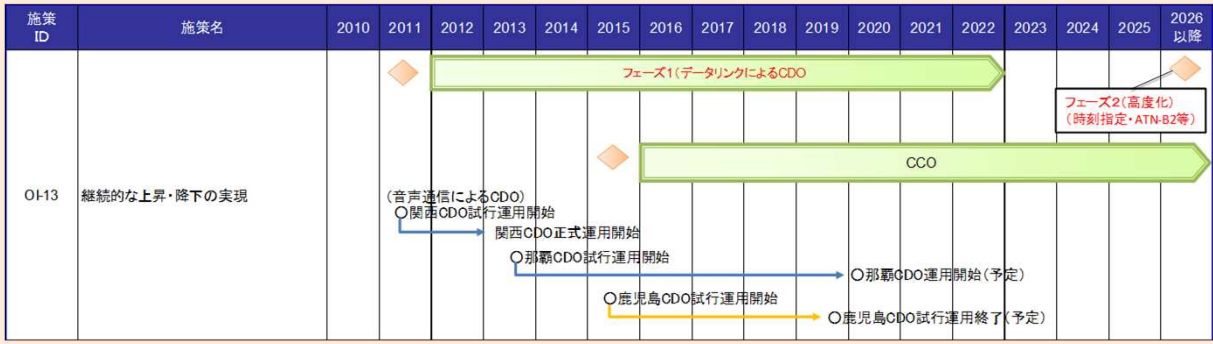 施策
ID
施策名
2010
2011
2012
2013
2014
2015
2016
2017
2018
2019
2020
2021
2022
2023
2024
2025
2026
以降
フェーズ1(データリンクによるCDO
フェーズ2(高度化)
(時刻指定・ATN-B2等)
CCO
OI-13
継続的な上昇・降下の実現
(音声通信によるCDO)
○関西CDO試行運用開始
関西CDO正式運用開始
○那覇CDO試行運用開始
○那覇CDO運用開始(予定)
○鹿児島CDO試行運用開始
○鹿児島CDO試行運用終了(予定)